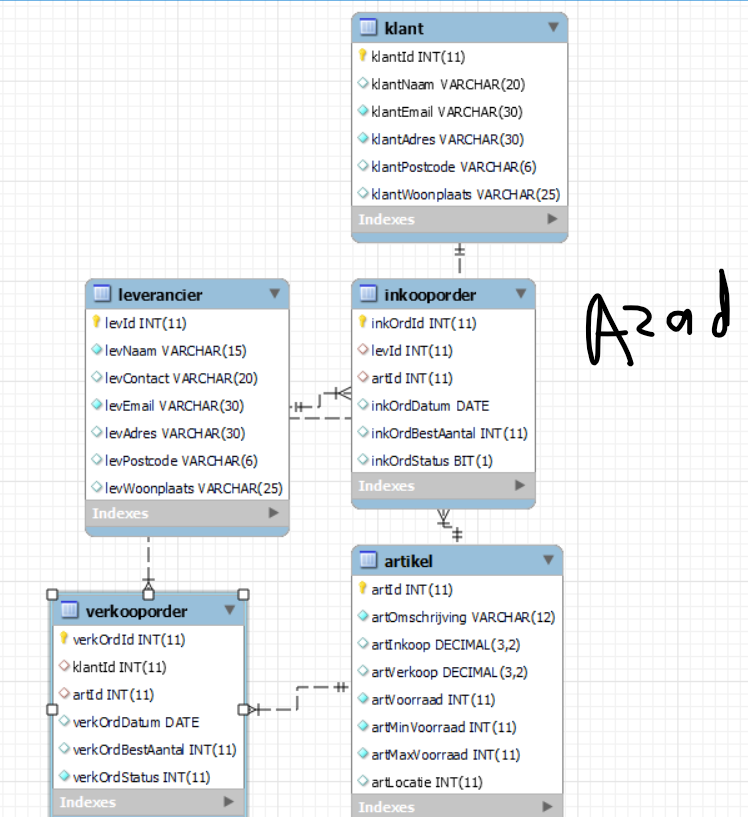 klant
klantId INT(11)
klantNaam VARCHAR(20)
klantEmail VARCHAR(30)
klantAdres VARCHAR(30)
klantPostcode VARCHAR(6)
klantWoonplaats VARCHAR(25)
Indexes
leverancier
levId INT(11)
levNaam VARCHAR(15)
levContact VARCHAR(20)
levEmail VARCHAR(30)
levAdres VARCHAR(30)
levPostcode VARCHAR(6)
levWoonplaats VARCHAR(25)
Indexes
inkooporder
inkOrdId INT(11)
levId INT(11)
artId INT(11)
inkOrdDatum DATE
inkOrdBestAantal INT(11)
inkOrdStatus BIT(1)
Indexes
Azad
verkooporder
verkOrdId INT(11)
klantId INT(11)
artId INT(11)
verkOrdDatum DATE
verkOrdBestAantal INT(11)
verkOrdStatus INT(11)
Indexes
artikel
artId INT(11)
artOmschrijving VARCHAR(12)
artInkoop DECIMAL(3,2)
artVerkoop DECIMAL(3,2)
artVoorraad INT(11)
artMinVoorraad INT(11)
artMaxVoorraad INT(11)
artLocatie INT(11)
Indexes